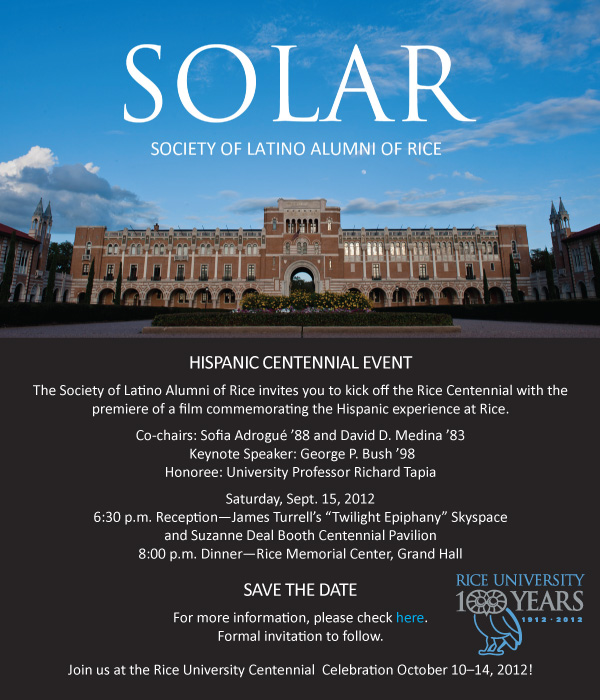 SOLAR
SOCIETY OF LATINO ALUMNI OF RICE
HISPANIC CENTENNIAL EVENT
The Society of Latino Alumni of Rice invites you to kick off the Rice Centennial with the
premiere of a film commemorating the Hispanic experience at Rice.
Co-chairs: Sofia Adrogué ’88 and David D. Medina ’83
Keynote Speaker: George P. Bush ’98
Honoree: University Professor Richard Tapia
Saturday, Sept. 15, 2012
6:30 p.m. Reception—James Turrell’s “Twilight Epiphany” Skyspace
and Suzanne Deal Booth Centennial Pavilion
8:00 p.m. Dinner—Rice Memorial Center, Grand Hall
SAVE THE DATE
For more information, please check here.
Formal invitation to follow.
RICE UNIVERSITY
100 YEARS
1912 · 2012
Join us at the Rice University Centennial Celebration October 10–14, 2012!